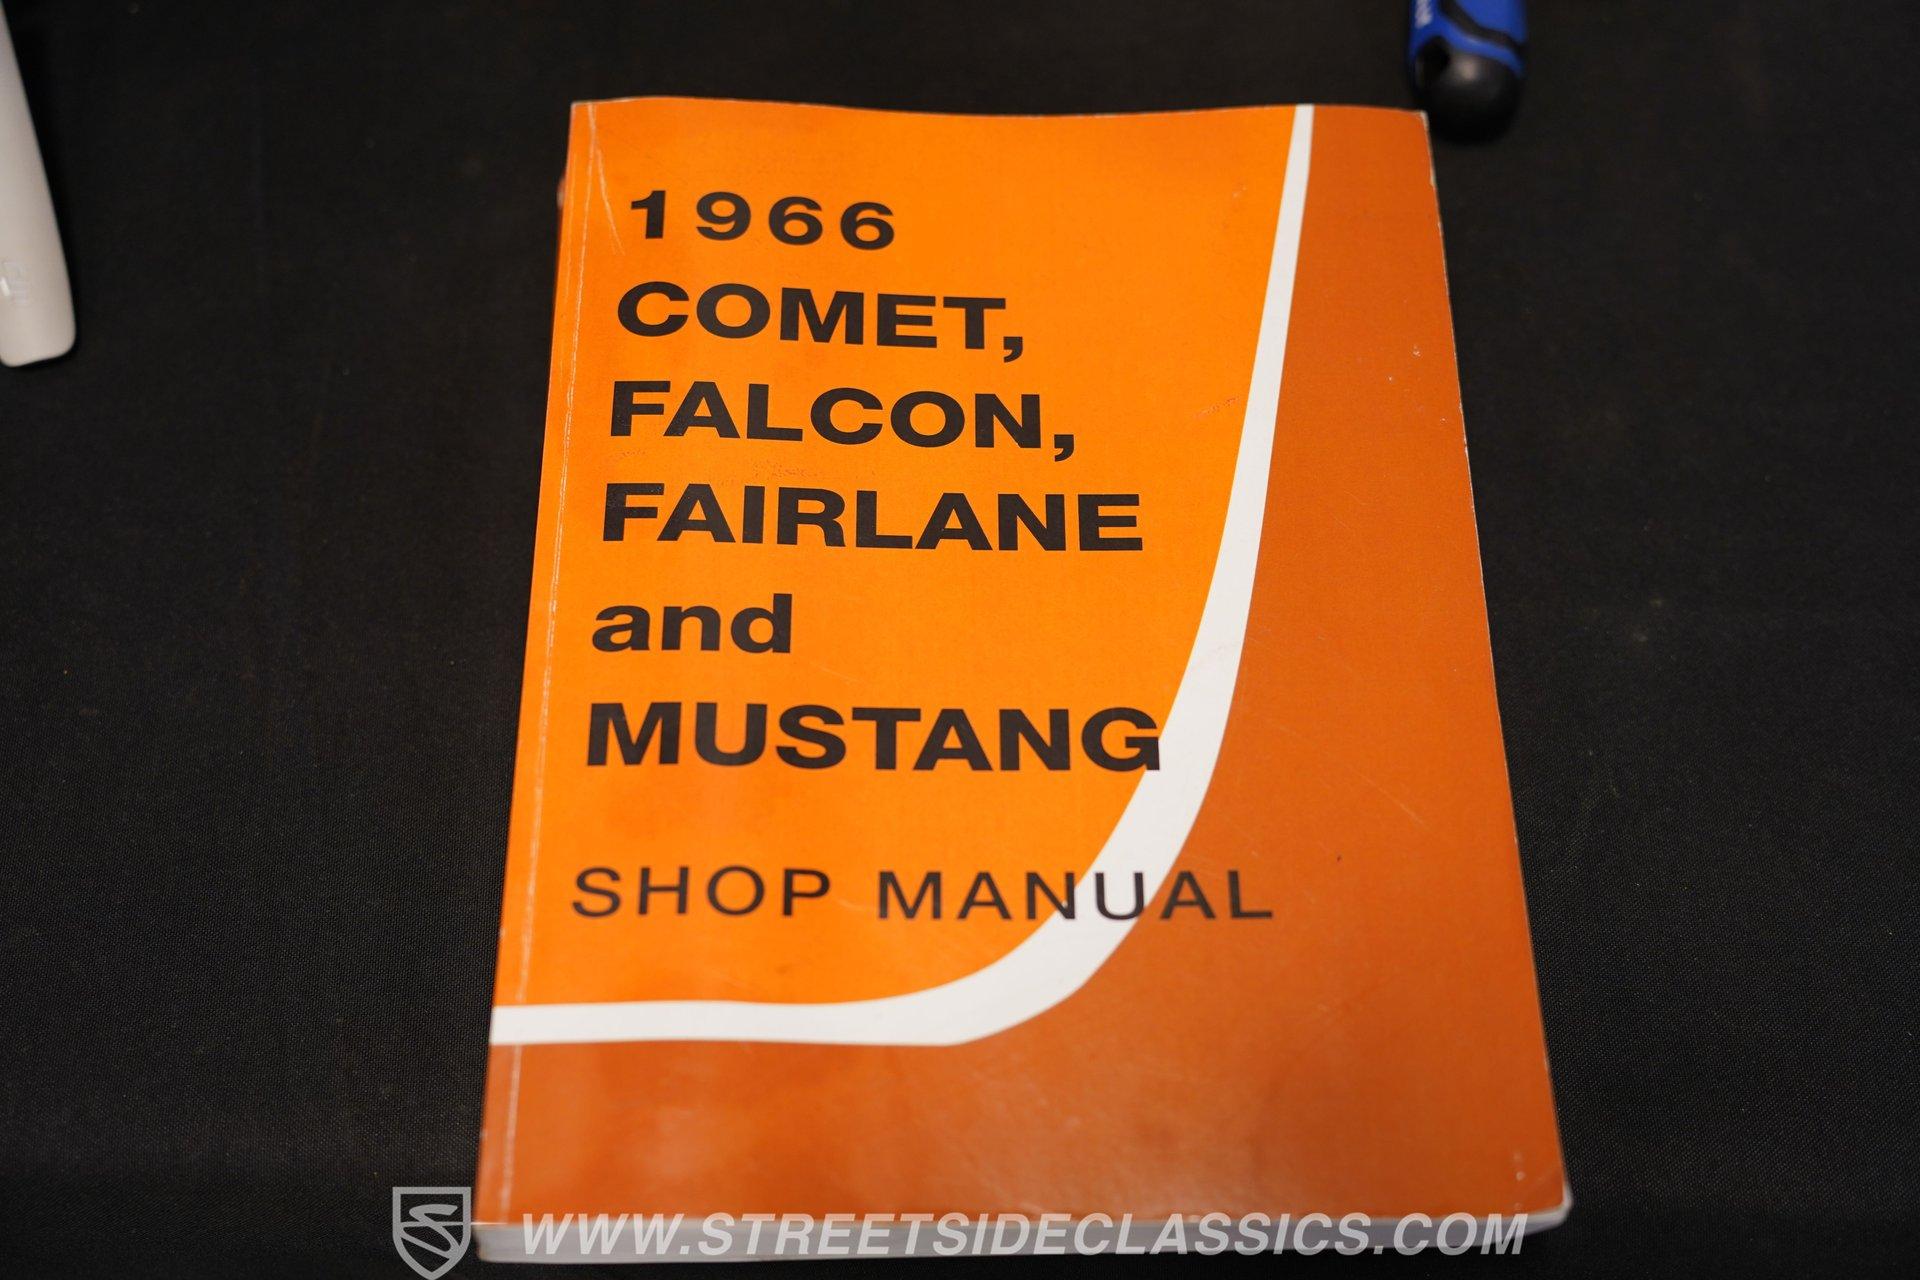 1966
COMET,
FALCON,
FAIRLANE
and
MUSTANG
SHOP MANUAL
WWW.STREETSIDECLASSICS.COM